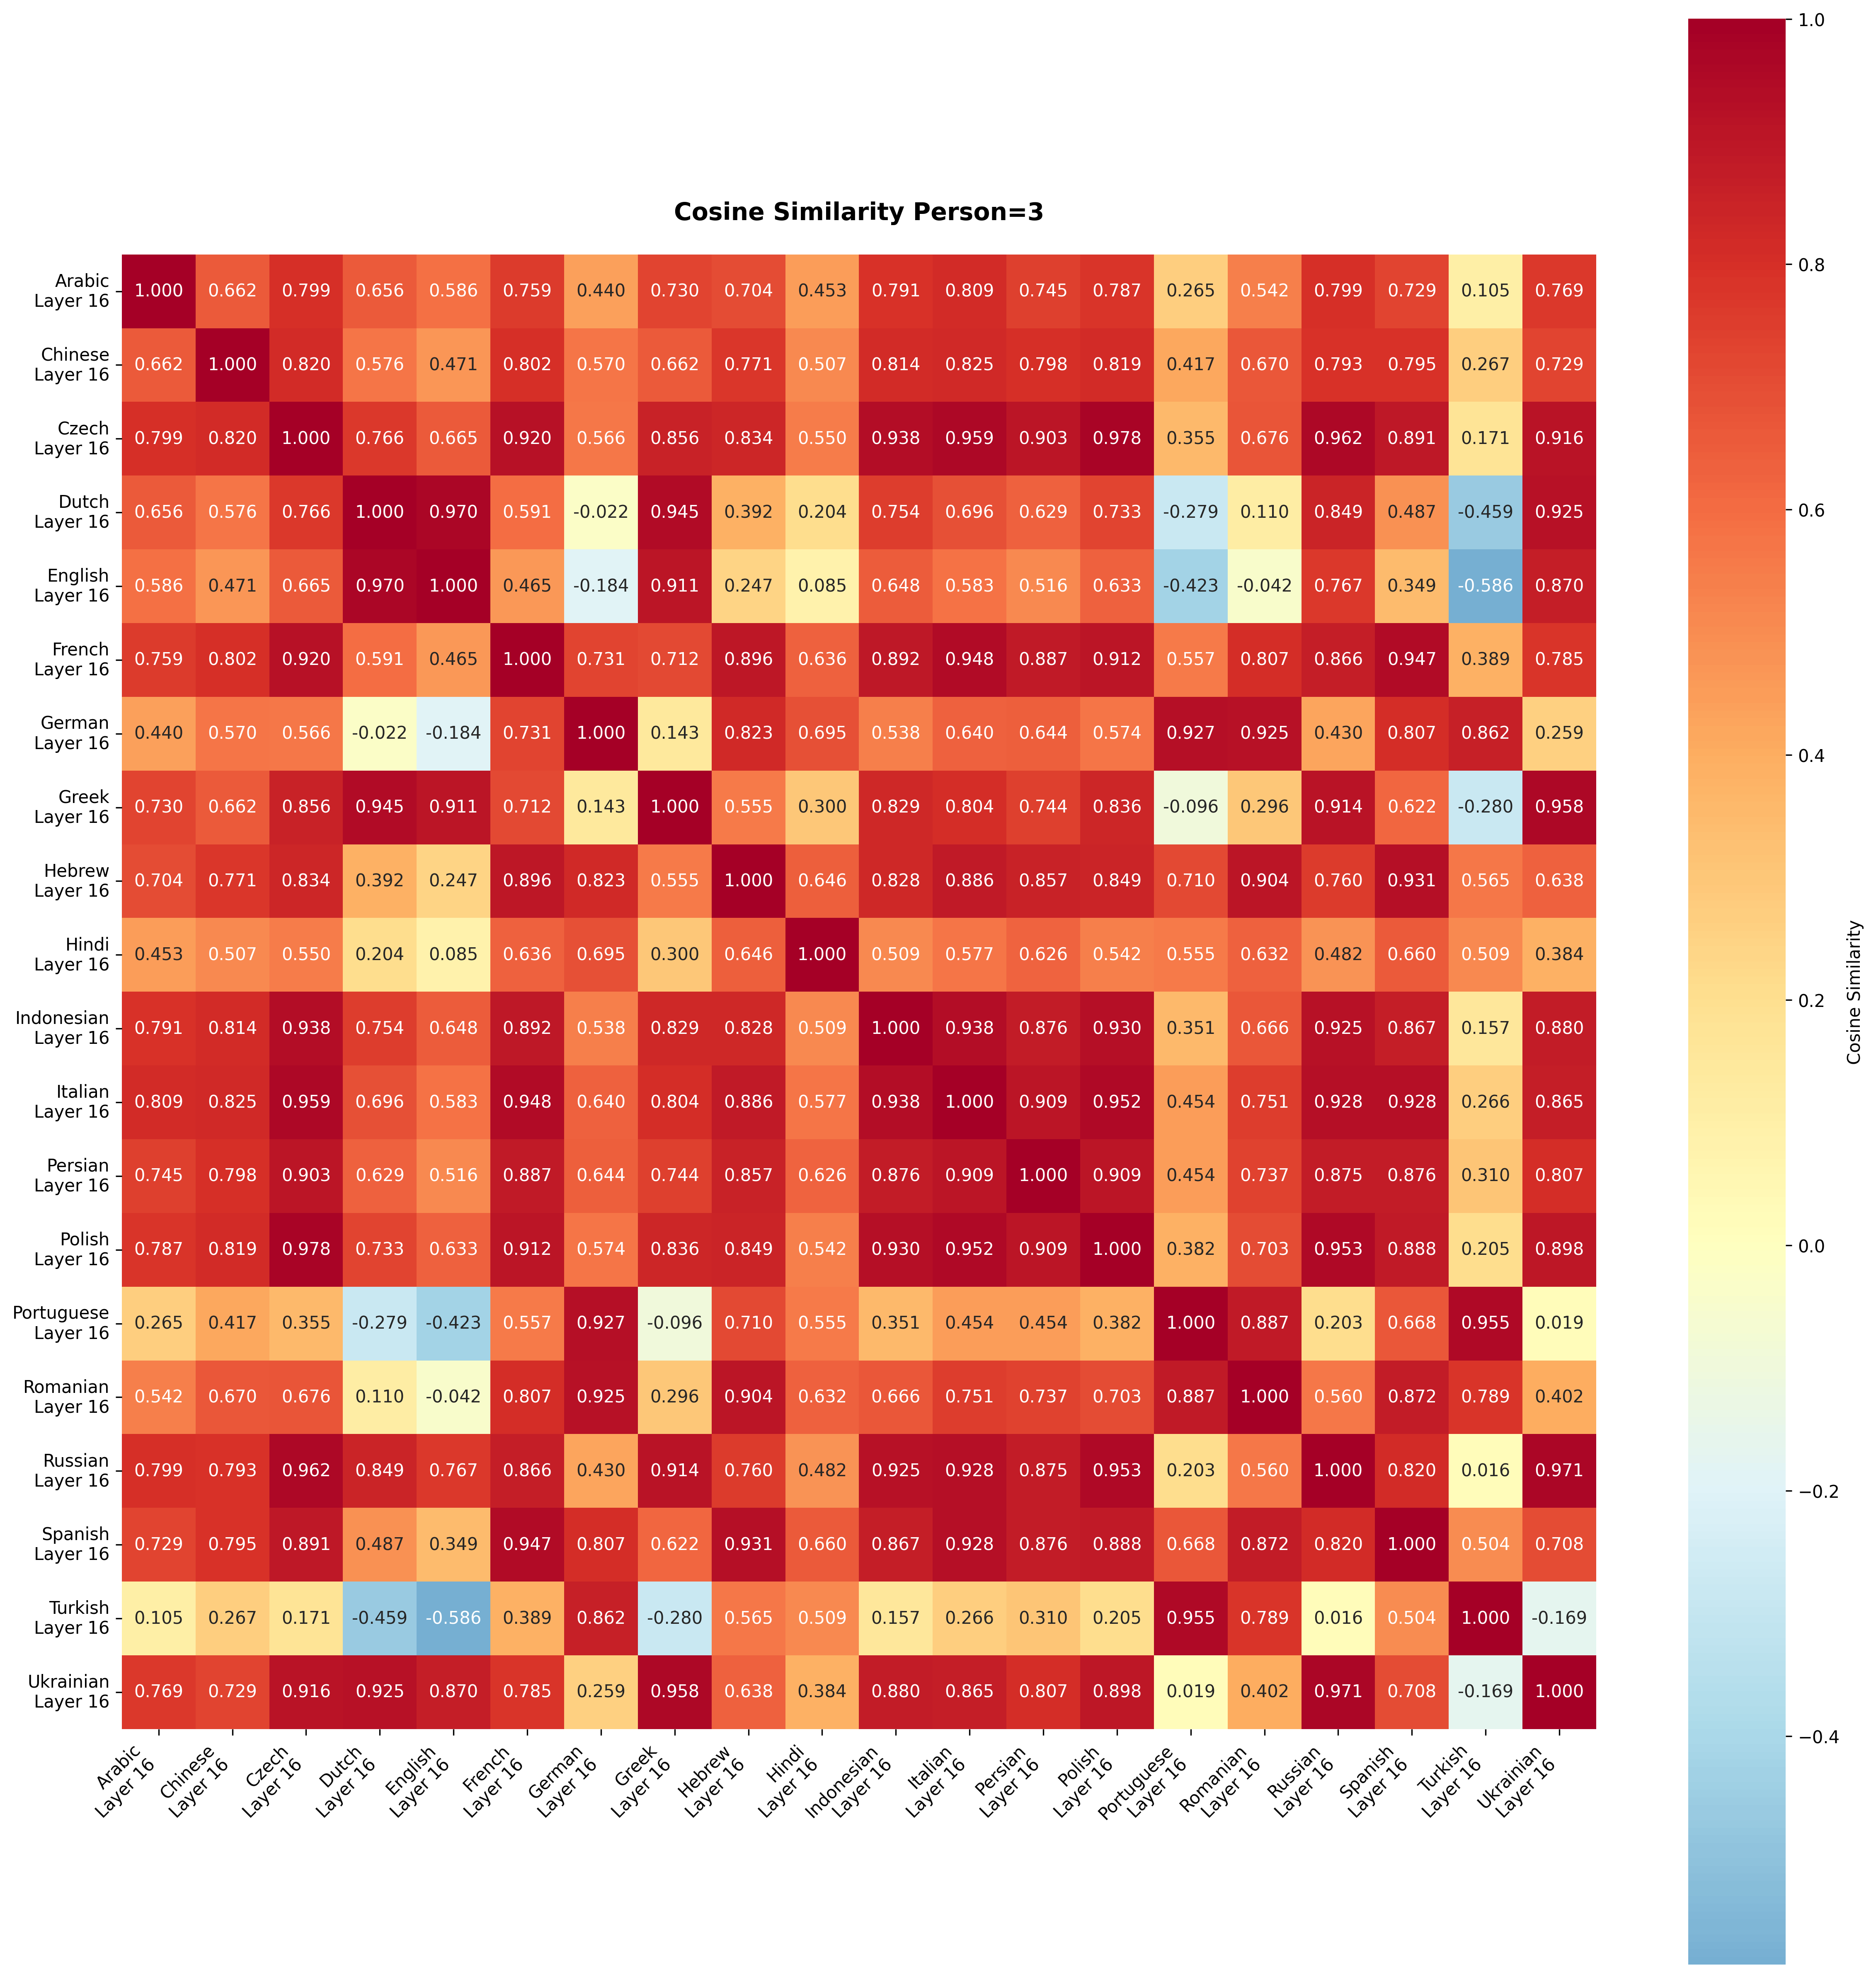 Cosine Similarity Person=3
1.0
Arabic
Layer 16
1.000 0.662 0.799 0.656 0.586 0.759 0.440 0.730 0.704 0.453 0.791 0.809 0.745 0.787 0.265 0.542 0.799 0.729 0.105 0.769
0.8
Chinese
Layer 16
0.662 1.000 0.820 0.576 0.471 0.802 0.570 0.662 0.771 0.507 0.814 0.825 0.798 0.819 0.417 0.670 0.793 0.795 0.267 0.729
Czech
Layer 16
0.799 0.820 1.000 0.766 0.665 0.920 0.566 0.856 0.834 0.550 0.938 0.959 0.903 0.978 0.355 0.676 0.962 0.891 0.171 0.916
Dutch
Layer 16
0.656 0.576 0.766 1.000 0.970 0.591 -0.022 0.945 0.392 0.204 0.754 0.696 0.629 0.733 -0.279 0.110 0.849 0.487 -0.459 0.925
0.6
English
Layer 16
0.586 0.471 0.665 0.970 1.000 0.465 -0.184 0.911 0.247 0.085 0.648 0.583 0.516 0.633 -0.423 -0.042 0.767 0.349 -0.586 0.870
French
Layer 16
0.759 0.802 0.920 0.591 0.465 1.000 0.731 0.712 0.896 0.636 0.892 0.948 0.887 0.912 0.557 0.807 0.866 0.947 0.389 0.785
German
Layer 16
0.440 0.570 0.566 -0.022 -0.184 0.731 1.000 0.143 0.823 0.695 0.538 0.640 0.644 0.574 0.927 0.925 0.430 0.807 0.862 0.259
0.4
Greek
Layer 16
0.730 0.662 0.856 0.945 0.911 0.712 0.143 1.000 0.555 0.300 0.829 0.804 0.744 0.836 -0.096 0.296 0.914 0.622 -0.280 0.958
Hebrew
Layer 16
0.704 0.771 0.834 0.392 0.247 0.896 0.823 0.555 1.000 0.646 0.828 0.886 0.857 0.849 0.710 0.904 0.760 0.931 0.565 0.638
Hindi
Layer 16
0.453 0.507 0.550 0.204 0.085 0.636 0.695 0.300 0.646 1.000 0.509 0.577 0.626 0.542 0.555 0.632 0.482 0.660 0.509 0.384
Cosine Similarity
0.2
Indonesian
Layer 16
0.791 0.814 0.938 0.754 0.648 0.892 0.538 0.829 0.828 0.509 1.000 0.938 0.876 0.930 0.351 0.666 0.925 0.867 0.157 0.880
Italian
Layer 16
0.809 0.825 0.959 0.696 0.583 0.948 0.640 0.804 0.886 0.577 0.938 1.000 0.909 0.952 0.454 0.751 0.928 0.928 0.266 0.865
Persian
Layer 16
0.745 0.798 0.903 0.629 0.516 0.887 0.644 0.744 0.857 0.626 0.876 0.909 1.000 0.909 0.454 0.737 0.875 0.876 0.310 0.807
Polish
Layer 16
0.787 0.819 0.978 0.733 0.633 0.912 0.574 0.836 0.849 0.542 0.930 0.952 0.909 1.000 0.382 0.703 0.953 0.888 0.205 0.898
0.0
Portuguese
Layer 16
0.265 0.417 0.355 -0.279 -0.423 0.557 0.927 -0.096 0.710 0.555 0.351 0.454 0.454 0.382 1.000 0.887 0.203 0.668 0.955 0.019
Romanian
Layer 16
0.542 0.670 0.676 0.110 -0.042 0.807 0.925 0.296 0.904 0.632 0.666 0.751 0.737 0.703 0.887 1.000 0.560 0.872 0.789 0.402
Russian
Layer 16
0.799 0.793 0.962 0.849 0.767 0.866 0.430 0.914 0.760 0.482 0.925 0.928 0.875 0.953 0.203 0.560 1.000 0.820 0.016 0.971
−0.2
Spanish
Layer 16
0.729 0.795 0.891 0.487 0.349 0.947 0.807 0.622 0.931 0.660 0.867 0.928 0.876 0.888 0.668 0.872 0.820 1.000 0.504 0.708
Turkish
Layer 16
0.105 0.267 0.171 -0.459 -0.586 0.389 0.862 -0.280 0.565 0.509 0.157 0.266 0.310 0.205 0.955 0.789 0.016 0.504 1.000 -0.169
Ukrainian
Layer 16
0.769 0.729 0.916 0.925 0.870 0.785 0.259 0.958 0.638 0.384 0.880 0.865 0.807 0.898 0.019 0.402 0.971 0.708 -0.169 1.000
−0.4
Arabic
Layer 16
Chinese
Layer 16
Czech
Layer 16
Dutch
Layer 16
English
Layer 16
French
Layer 16
German
Layer 16
Greek
Layer 16
Hebrew
Layer 16
Hindi
Layer 16
Indonesian
Layer 16
Italian
Layer 16
Persian
Layer 16
Polish
Layer 16
Portuguese
Layer 16
Romanian
Layer 16
Russian
Layer 16
Spanish
Layer 16
Turkish
Layer 16
Ukrainian
Layer 16